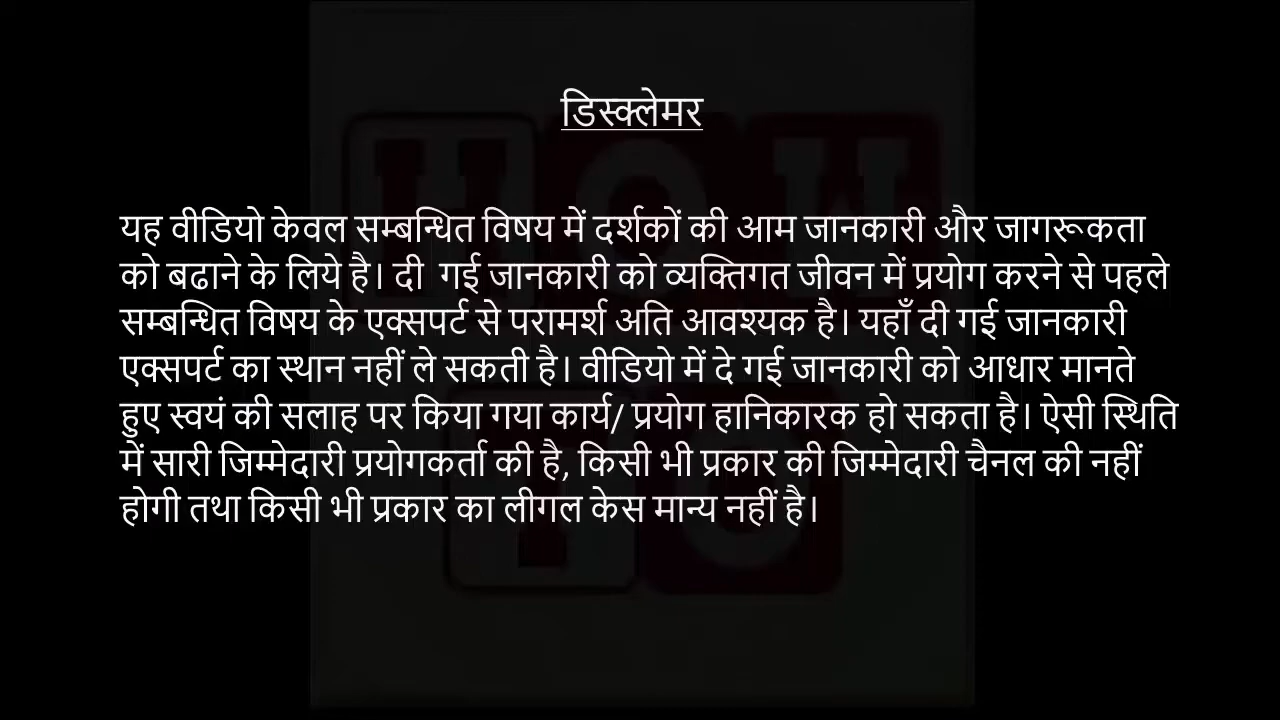 डिस्क्लेमर
यह वीडियो केवल सम्बन्धित विषय में दर्शकों की आम जानकारी और जागरूकता
को बढाने के लिये है। दी गई जानकारी को व्यक्तिगत जीवन में प्रयोग करने से पहले
सम्बन्धित विषय के एक्सपर्ट से परामर्श अति आवश्यक है। यहाँ दी गई जानकारी
एक्सपर्ट का स्थान नहीं ले सकती है। वीडियो में दे गई जानकारी को आधार मानते
हुए स्वयं की सलाह पर किया गया कार्य/ प्रयोग हानिकारक हो सकता है। ऐसी स्थिति
में सारी जिम्मेदारी प्रयोगकर्ता की है, किसी भी प्रकार की जिम्मेदारी चैनल की नहीं
होगी तथा किसी भी प्रकार का लीगल केस मान्य नहीं है।
HOW
TO